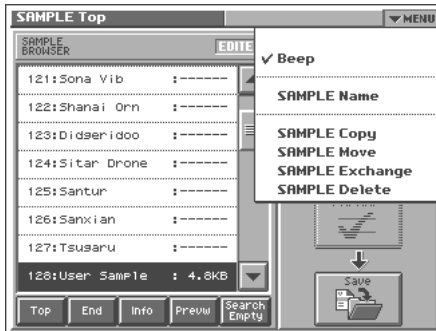 SAMPLE Top
MENU
SAMPLE
BROWSER
Beep
SAMPLE Name
SAMPLE Copy
SAMPLE Move
SAMPLE Exchange
SAMPLE Delete
121:Sona Vib :------
122:Shanai Orn :------
123:Didgeridoo :------
124:Sitar Drone :------
125:Santur :------
126:Sanxian :------
127:Tsugaru :------
128:User Sample : 4.8KB
Save
Top End Info Prevw Search Empty